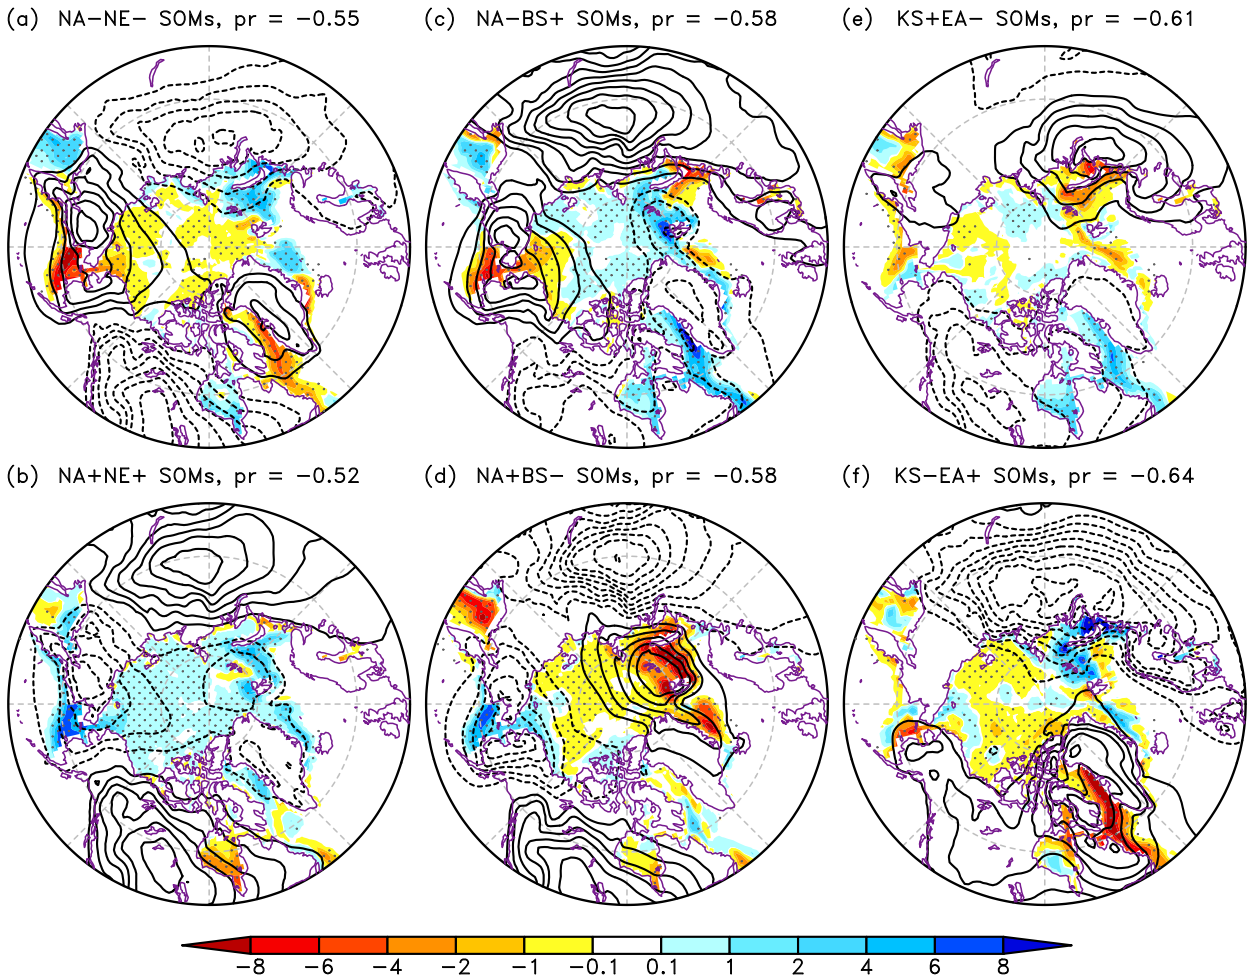 (a) NA−NE− SOMs, pr = −0.55
(c) NA−BS+ SOMs, pr = −0.58
(e) KS+EA− SOMs, pr = −0.61
(b) NA+NE+ SOMs, pr = −0.52
(d) NA+BS− SOMs, pr = −0.58
(f) KS−EA+ SOMs, pr = −0.64
−8 −6 −4 −2 −1 −0.1 0.1 1 2 4 6 8